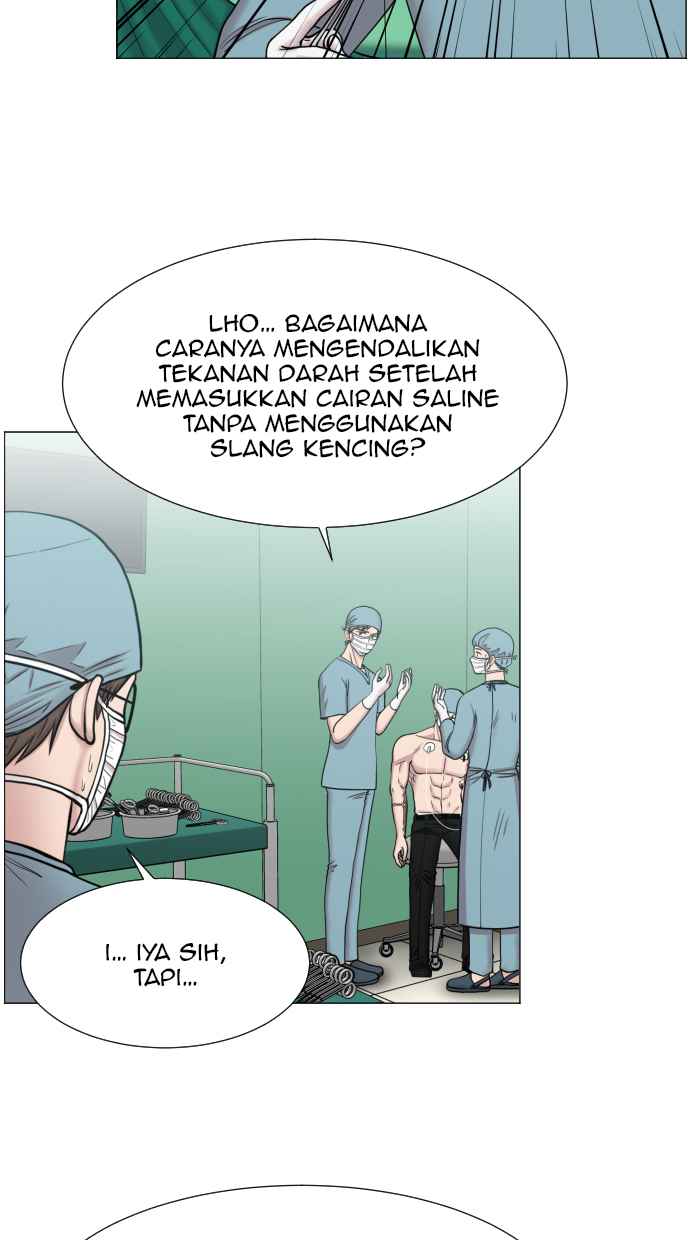 LHO... BAGAIMANA
CARANYA MENGENDALIKAN
TEKANAN DARAH SETELAH
MEMASUKKAN CAIRAN SALINE
TANPA MENGGUNAKAN
SLANG KENCING?
I... IYA SIH,
TAPI...